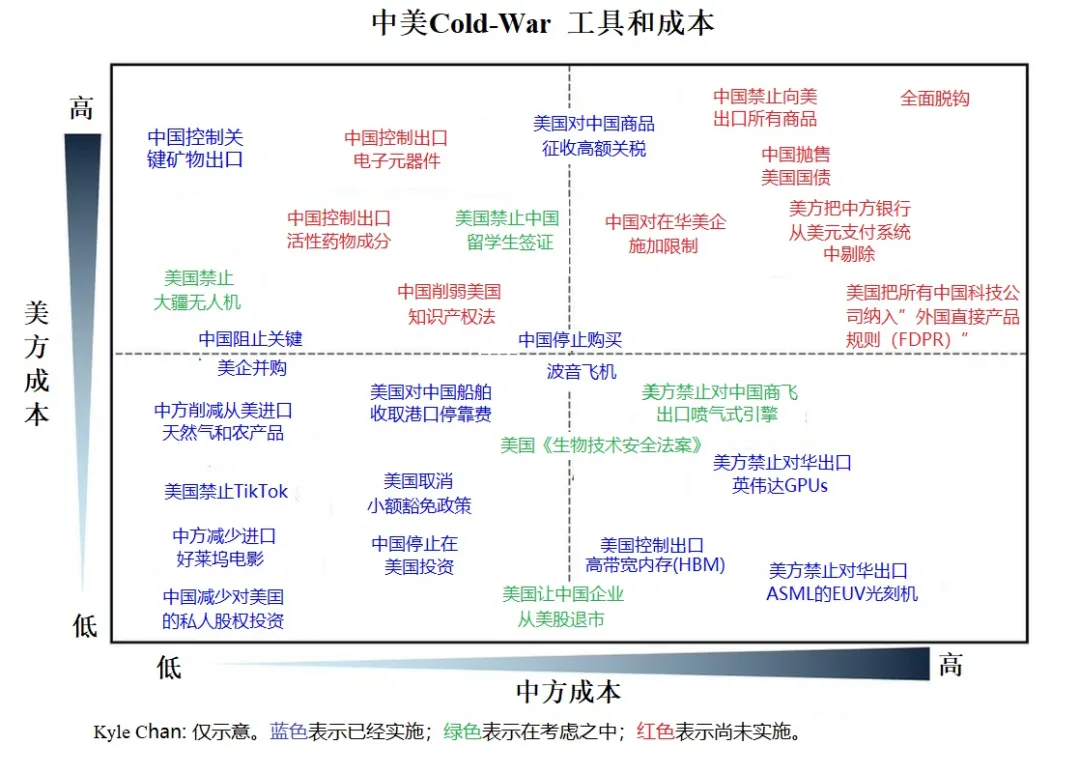 中美Cold-War 工具和成本
高
美
方
成
本
低
中国控制关
键矿物出口
中国控制出口
电子元器件
美国对中国商品
征收高额关税
中国禁止向美
出口所有商品
全面脱钩
中国抛售
美国国债
中国控制出口
活性药物成分
美国禁止中国
留学生签证
中国对在华美企
施加限制
美方把中方银行
从美元支付系统
中剔除
美国禁止
大疆无人机
中国削弱美国
知识产权法
美国把所有中国科技公
司纳入”外国直接产品
规则（FDPR）”
中国阻止关键
美企并购
中国停止购买
波音飞机
中方削减从美进口
天然气和农产品
美国对中国船舶
收取港口停靠费
美方禁止对中国商飞
出口喷气式引擎
美国《生物技术安全法案》
美方禁止对华出口
英伟达GPUs
美国禁止TikTok
美国取消
小额豁免政策
中方减少进口
好莱坞电影
中国停止在
美国投资
美国控制出口
高带宽内存(HBM)
美方禁止对华出口
ASML的EUV光刻机
中国减少对美国
的私人股权投资
美国让中国企业
从美股退市
低
高
中方成本
Kyle Chan: 仅示意。蓝色表示已经实施；绿色表示在考虑之中；红色表示尚未实施。